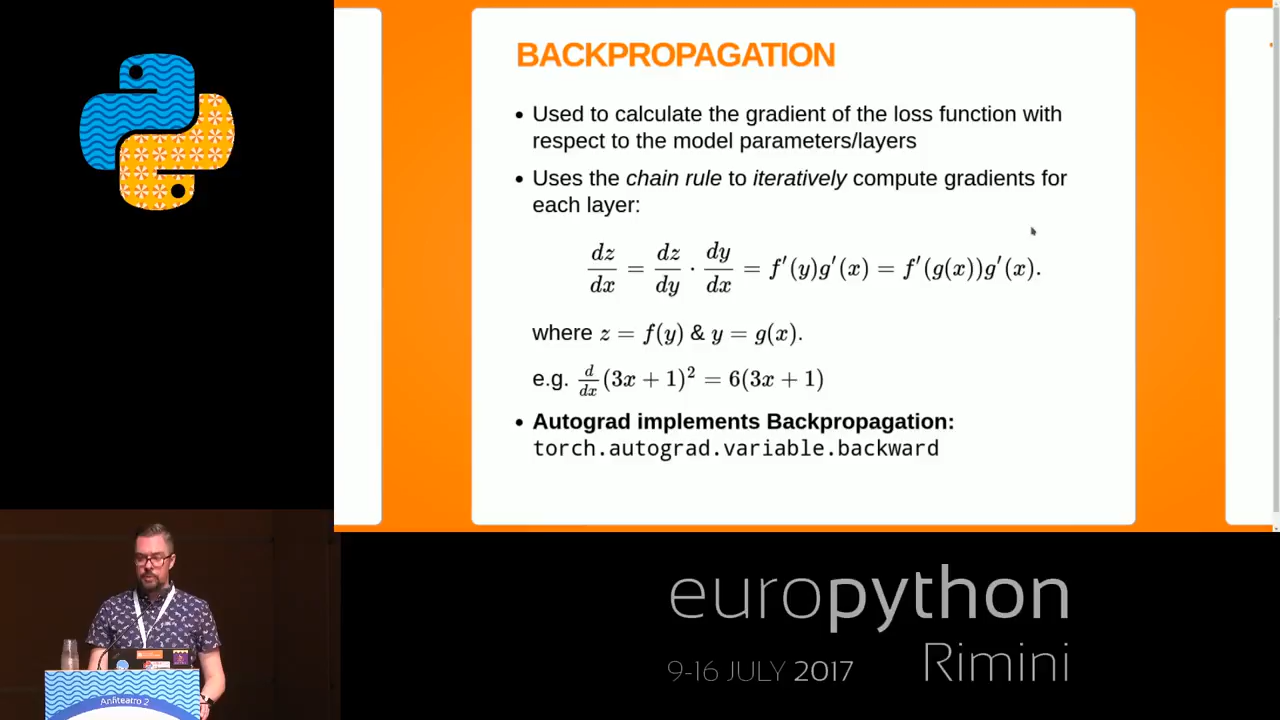 BACKPROPAGATION
• Used to calculate the gradient of the loss function with
respect to the model parameters/layers
• Uses the chain rule to iteratively compute gradients for
each layer:
dz/dx = dz/dy · dy/dx = f′(y)g′(x) = f′(g(x))g′(x).
where z = f(y) & y = g(x).
e.g. d/dx (3x + 1)² = 6(3x + 1)
• Autograd implements Backpropagation:
torch.autograd.variable.backward
Anfiteatro 2
europython
Rimini
9-16 JULY 2017